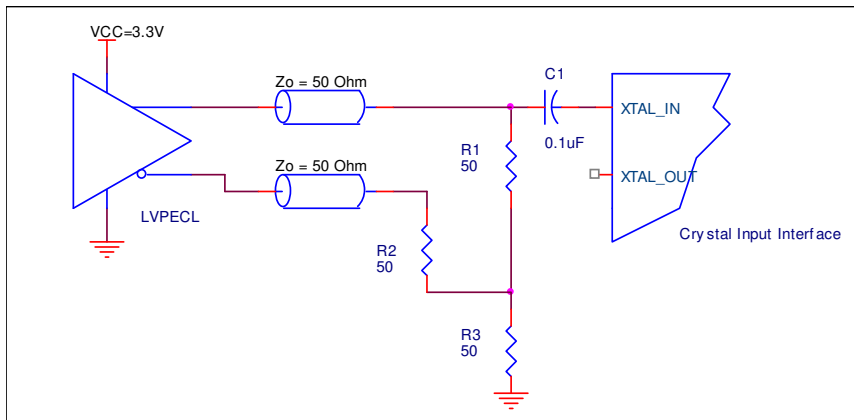 VCC=3.3V
Zo = 50 Ohm
C1
XTAL_IN
0.1uF
R1
50
Zo = 50 Ohm
XTAL_OUT
LVPECL
Crystal Input Interface
R2
50
R3
50